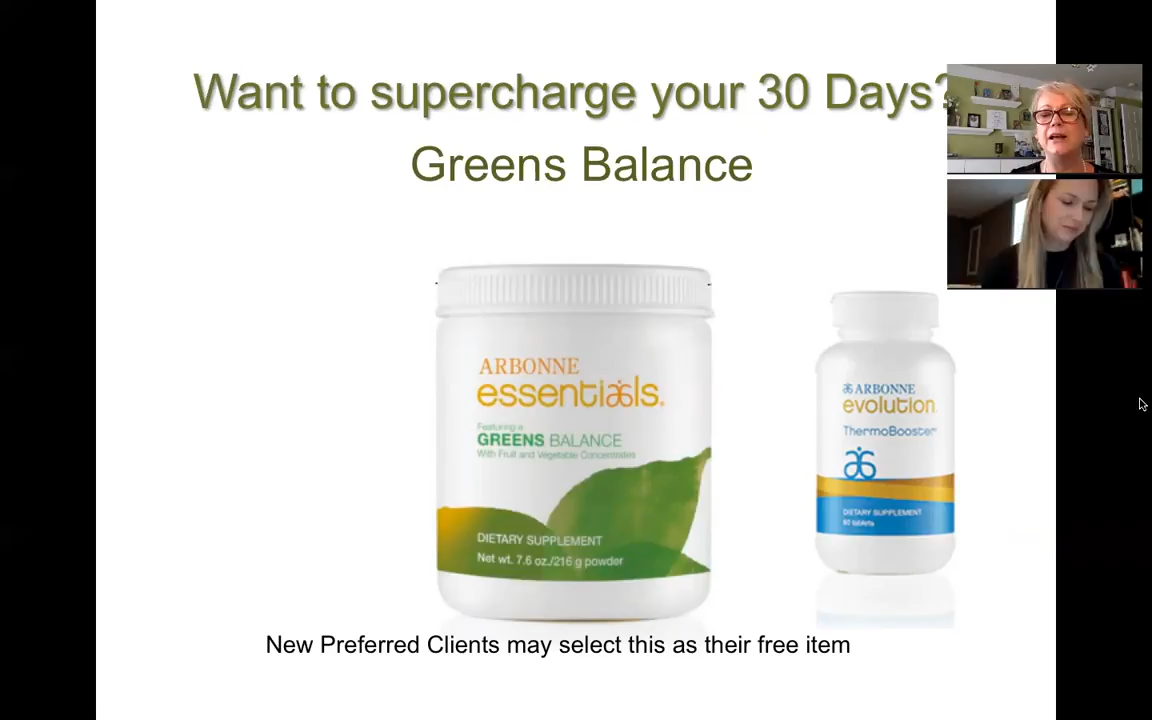 Want to supercharge your 30 Days?
Greens Balance
ARBONNE
essentials.
Featuring a
GREENS BALANCE
With Fruit and Vegetable Concentrates
DIETARY SUPPLEMENT
Net wt. 7.6 oz./216 g powder
ARBONNE
evolution.
ThermoBooster
DIETARY SUPPLEMENT
60 tablets
New Preferred Clients may select this as their free item